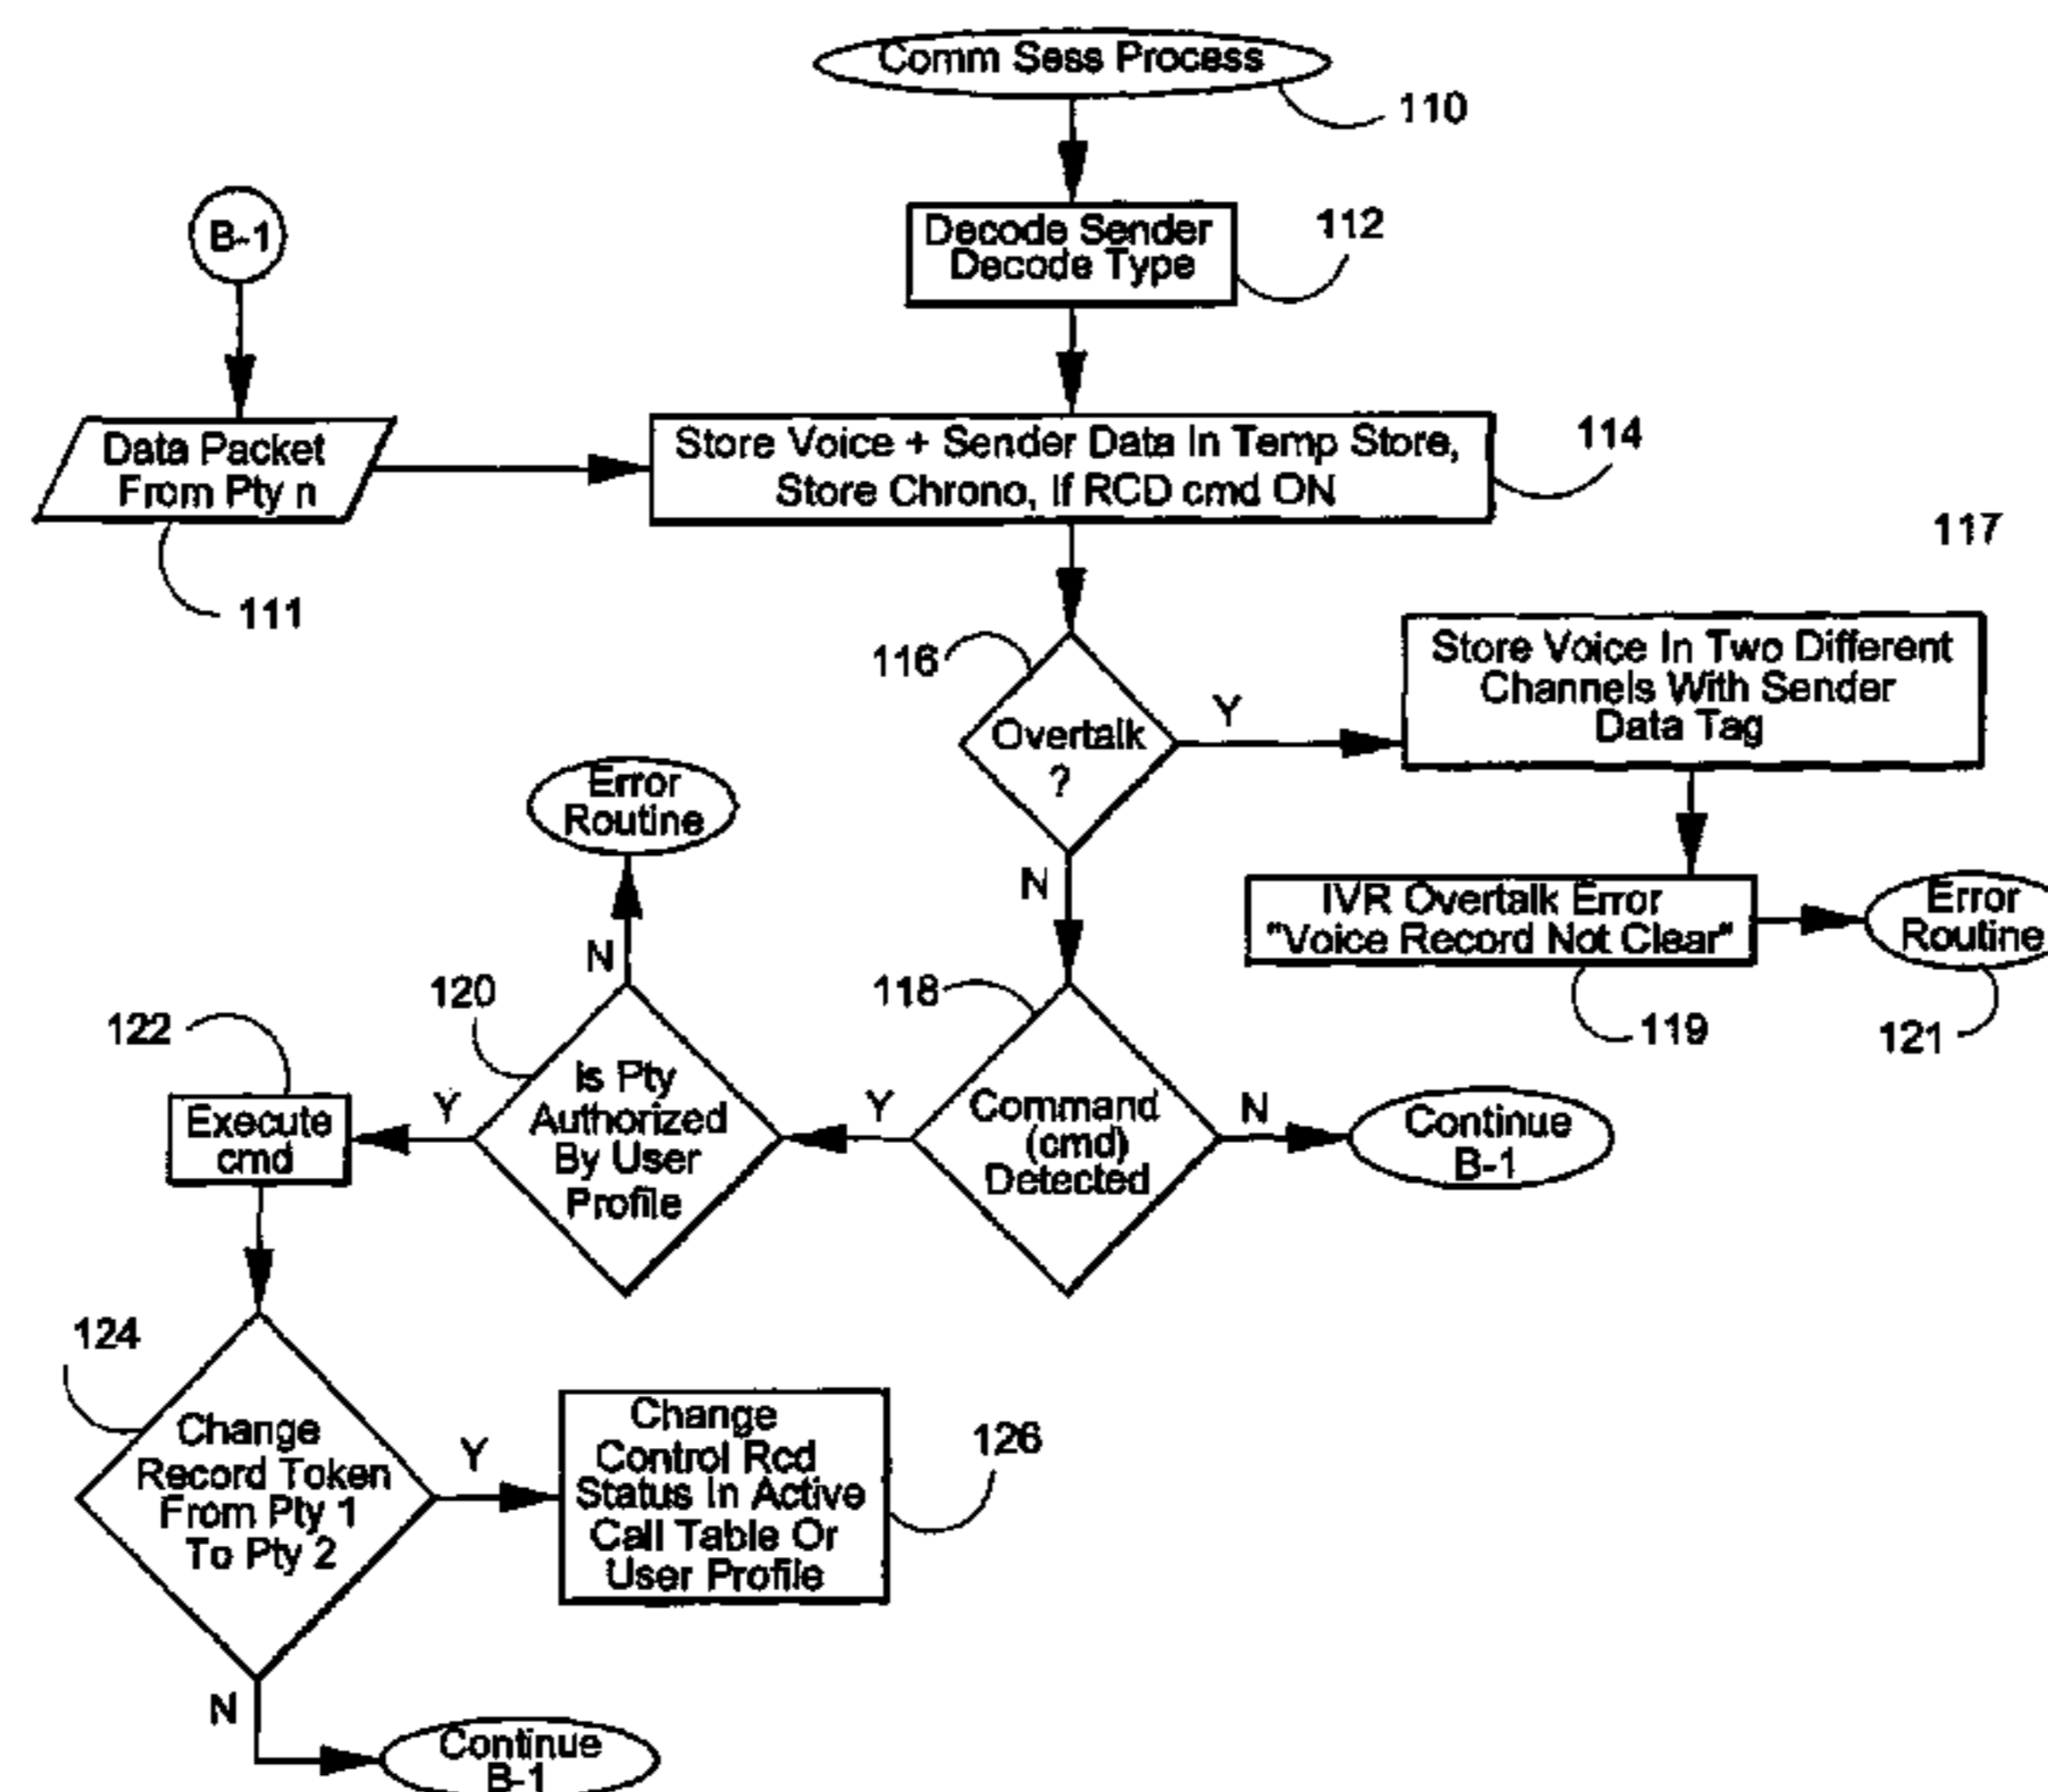 Comm Sess Process
110
B-1
Decode Sender
Decode Type
112
Data Packet
From Pty n
111
Store Voice + Sender Data In Temp Store,
Store Chrono, If RCD cmd ON
114
117
116
Overtalk
?
Y
N
Store Voice In Two Different
Channels With Sender
Data Tag
Error
Routine
IVR Overtalk Error
"Voice Record Not Clear"
119
Error
Routine
121
N
120
118
122
Execute
cmd
Y
Is Pty
Authorized
By User
Profile
Y
Command
(cmd)
Detected
N
Continue
B-1
124
Change
Record Token
From Pty 1
To Pty 2
Y
Change
Control Rcd
Status In Active
Call Table Or
User Profile
126
N
Continue
B-1